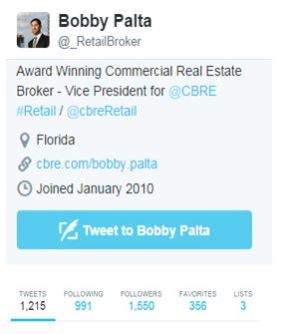 Bobby Palta
@_RetailBroker
Award Winning Commercial Real Estate
Broker - Vice President for @CBRE
#Retail / @cbreRetail
Florida
cbre.com/bobby.palta
Joined January 2010
Tweet to Bobby Palta
TWEETS FOLLOWING FOLLOWERS FAVORITES LISTS
1,215 991 1,550 356 3